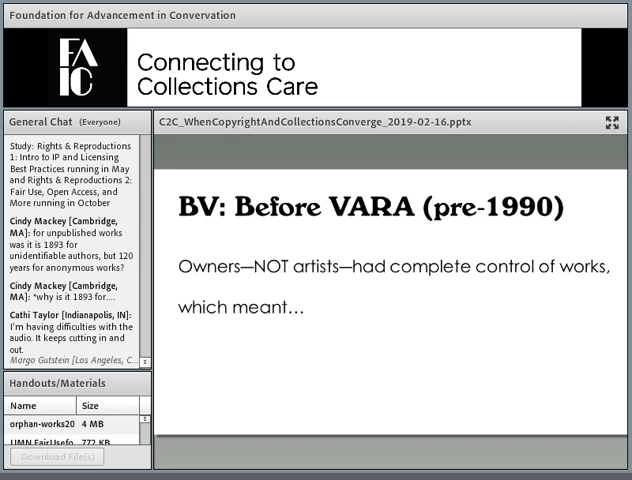 Foundation for Advancement in Convervation
FA
IC
Connecting to
Collections Care
General Chat (Everyone)
Study: Rights & Reproductions
1: Intro to IP and Licensing
Best Practices running in May
and Rights & Reproductions 2:
Fair Use, Open Access, and
More running in October
Cindy Mackey [Cambridge,
MA]: for unpublished works
was it is 1893 for
unidentifiable authors, but 120
years for anonymous works?
Cindy Mackey [Cambridge,
MA]: *why is it 1893 for....
Cathi Taylor [Indianapolis, IN]:
I'm having difficulties with the
audio. It keeps cutting in and
out.
Margo Gutstein [Los Angeles, C...
Handouts/Materials
Name Size
orphan-works20 4 MB
UMN FairUsefo 772 KB
Download File(s)
C2C_WhenCopyrightAndCollectionsConverge_2019-02-16.pptx
BV: Before VARA (pre-1990)
Owners—NOT artists—had complete control of works,
which meant…